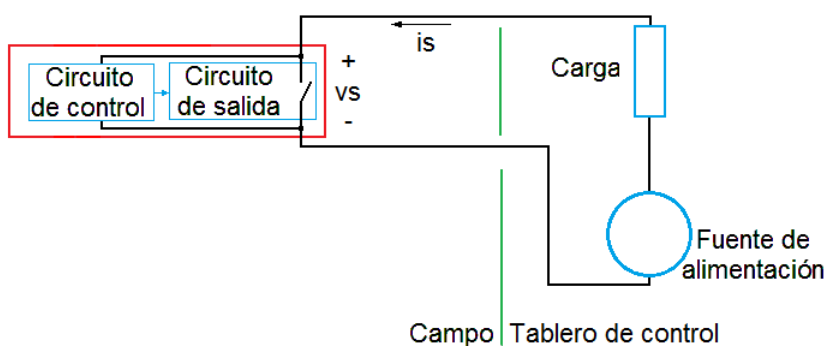 Circuito
de control
Circuito
de salida
+
vs
-
is
Carga
Fuente de
alimentación
Campo
Tablero de control